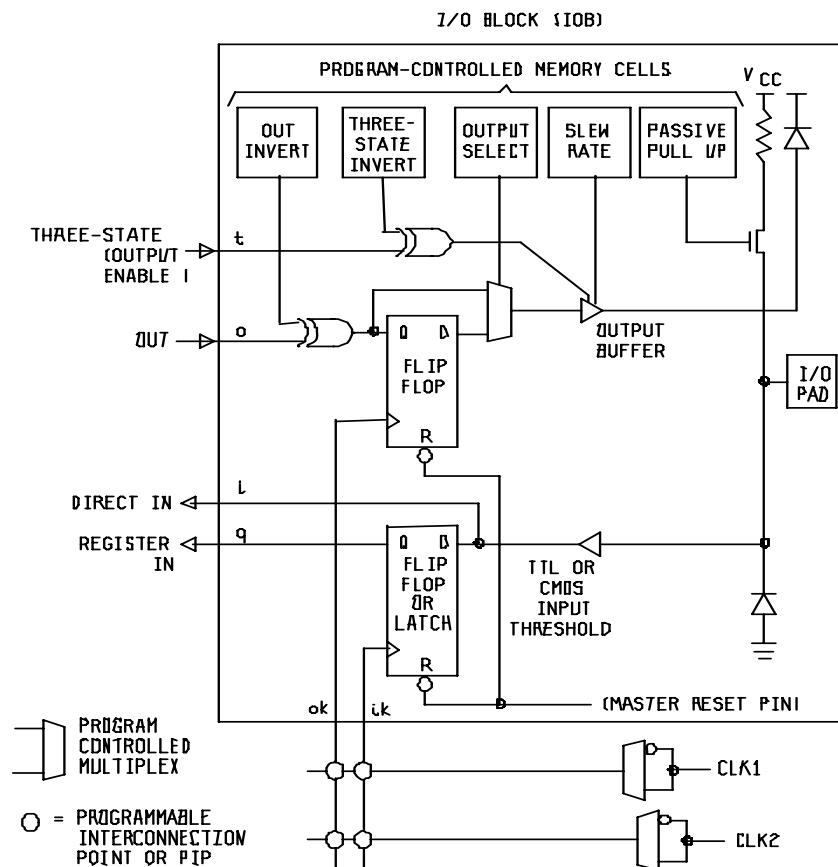 I/O BLOCK (IOB)
PROGRAM-CONTROLLED MEMORY CELLS
V CC
OUT
INVERT
THREE-
STATE
INVERT
OUTPUT
SELECT
SLEW
RATE
PASSIVE
PULL UP
THREE-STATE
(OUTPUT
ENABLE )
t
OUT
o
OUTPUT
BUFFER
Q D
FLIP
FLOP
R
I/O
PAD
DIRECT IN
i
REGISTER
IN
q
Q D
FLIP
FLOP
OR
LATCH
R
TTL OR
CMOS
INPUT
THRESHOLD
(MASTER RESET PIN)
ok
ik
PROGRAM
CONTROLLED
MULTIPLEX
CLK1
= PROGRAMMABLE
INTERCONNECTION
POINT OR PIP
CLK2